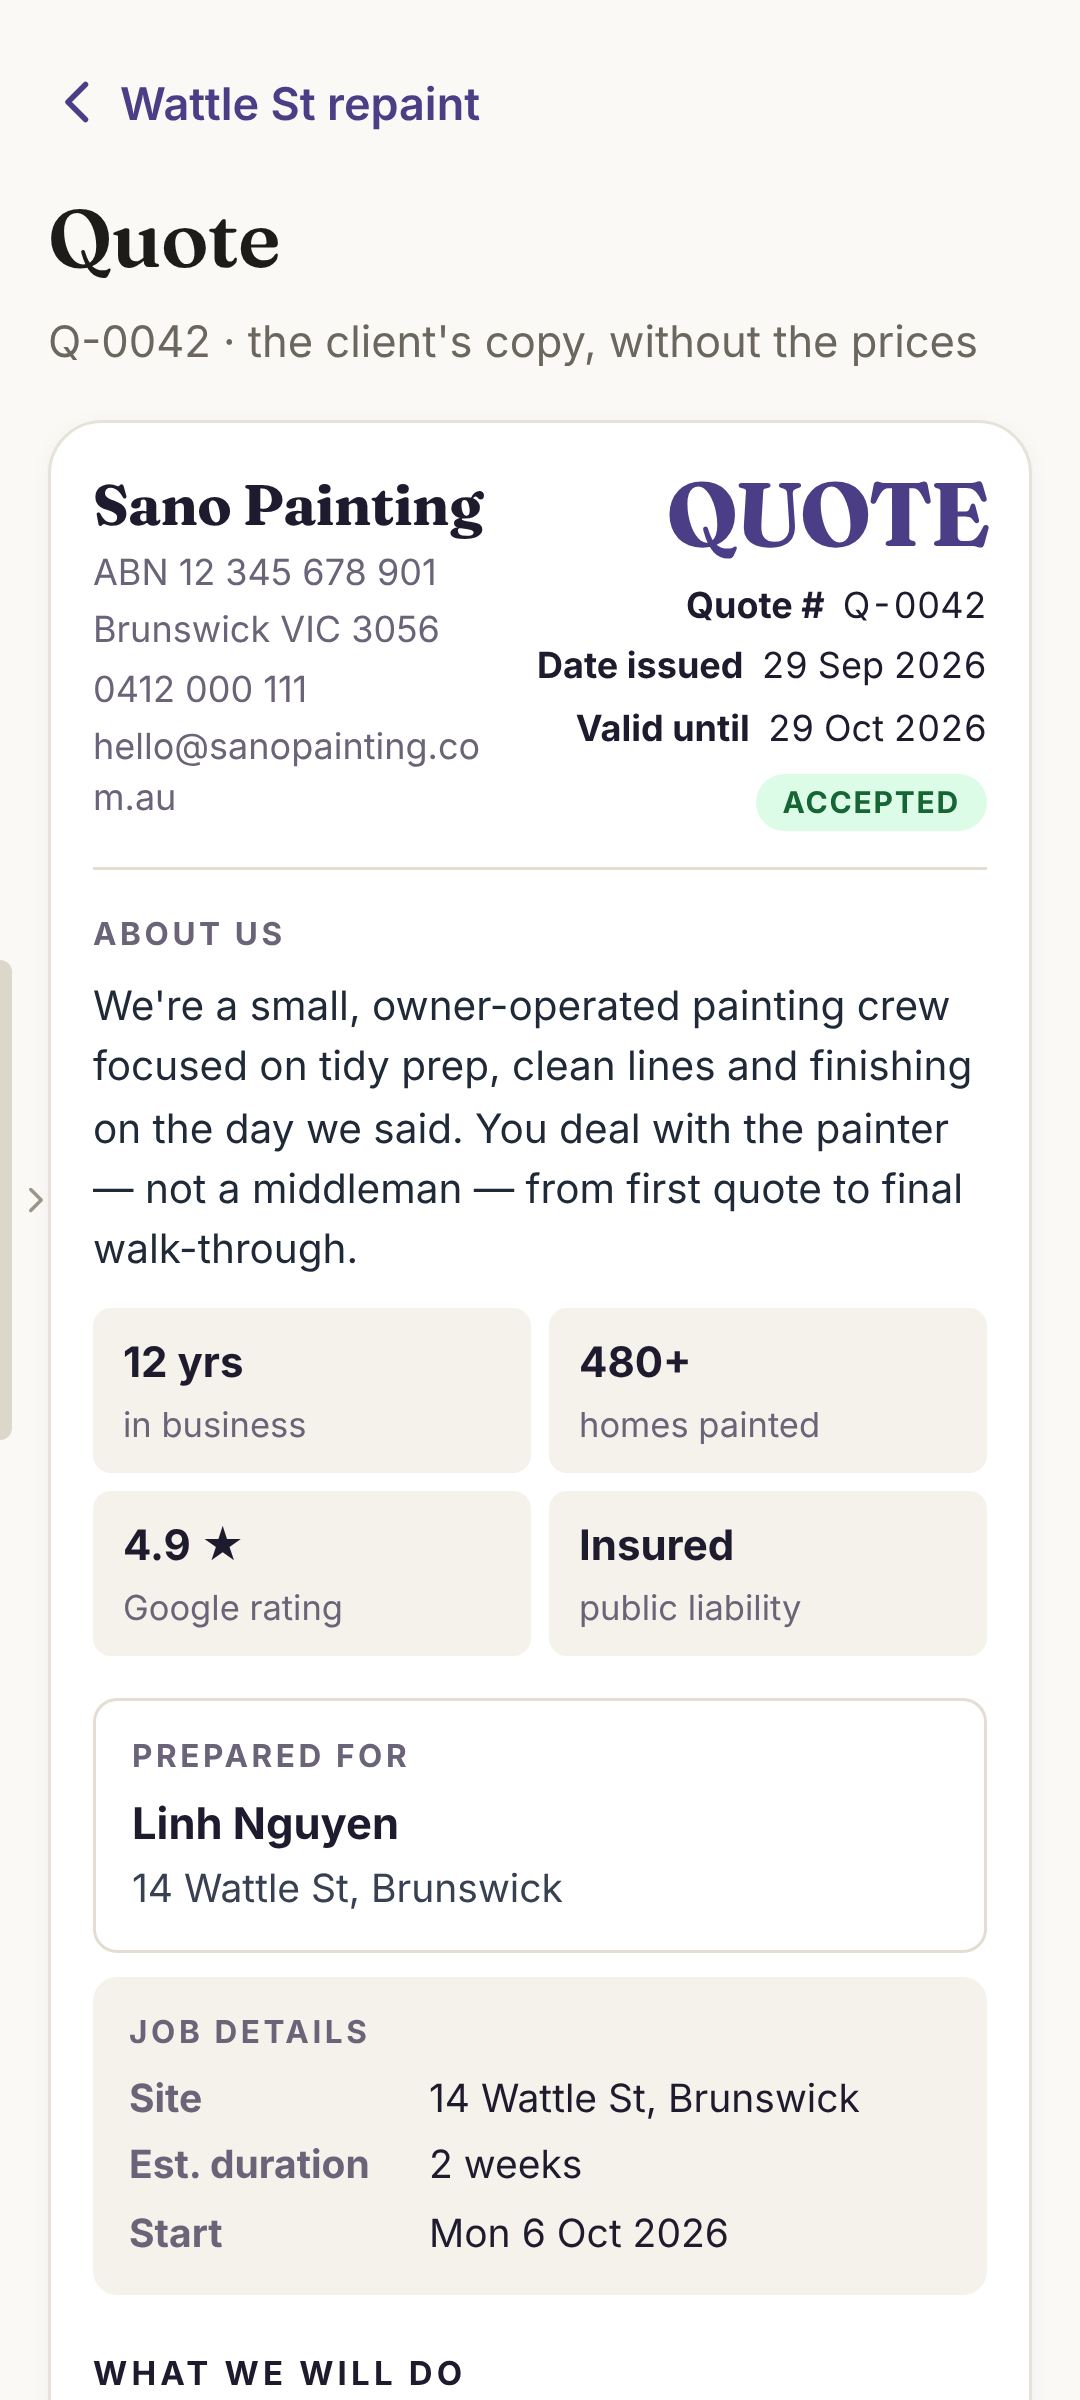 Wattle St repaint
Quote
Q-0042 · the client's copy, without the prices
Sano Painting
ABN 12 345 678 901
Brunswick VIC 3056
0412 000 111
hello@sanopainting.co
m.au
QUOTE
Quote # Q-0042
Date issued 29 Sep 2026
Valid until 29 Oct 2026
ACCEPTED
ABOUT US
We're a small, owner-operated painting crew
focused on tidy prep, clean lines and finishing
on the day we said. You deal with the painter
— not a middleman — from first quote to final
walk-through.
12 yrs
in business
480+
homes painted
4.9 ★
Google rating
Insured
public liability
PREPARED FOR
Linh Nguyen
14 Wattle St, Brunswick
JOB DETAILS
Site 14 Wattle St, Brunswick
Est. duration 2 weeks
Start Mon 6 Oct 2026
WHAT WE WILL DO